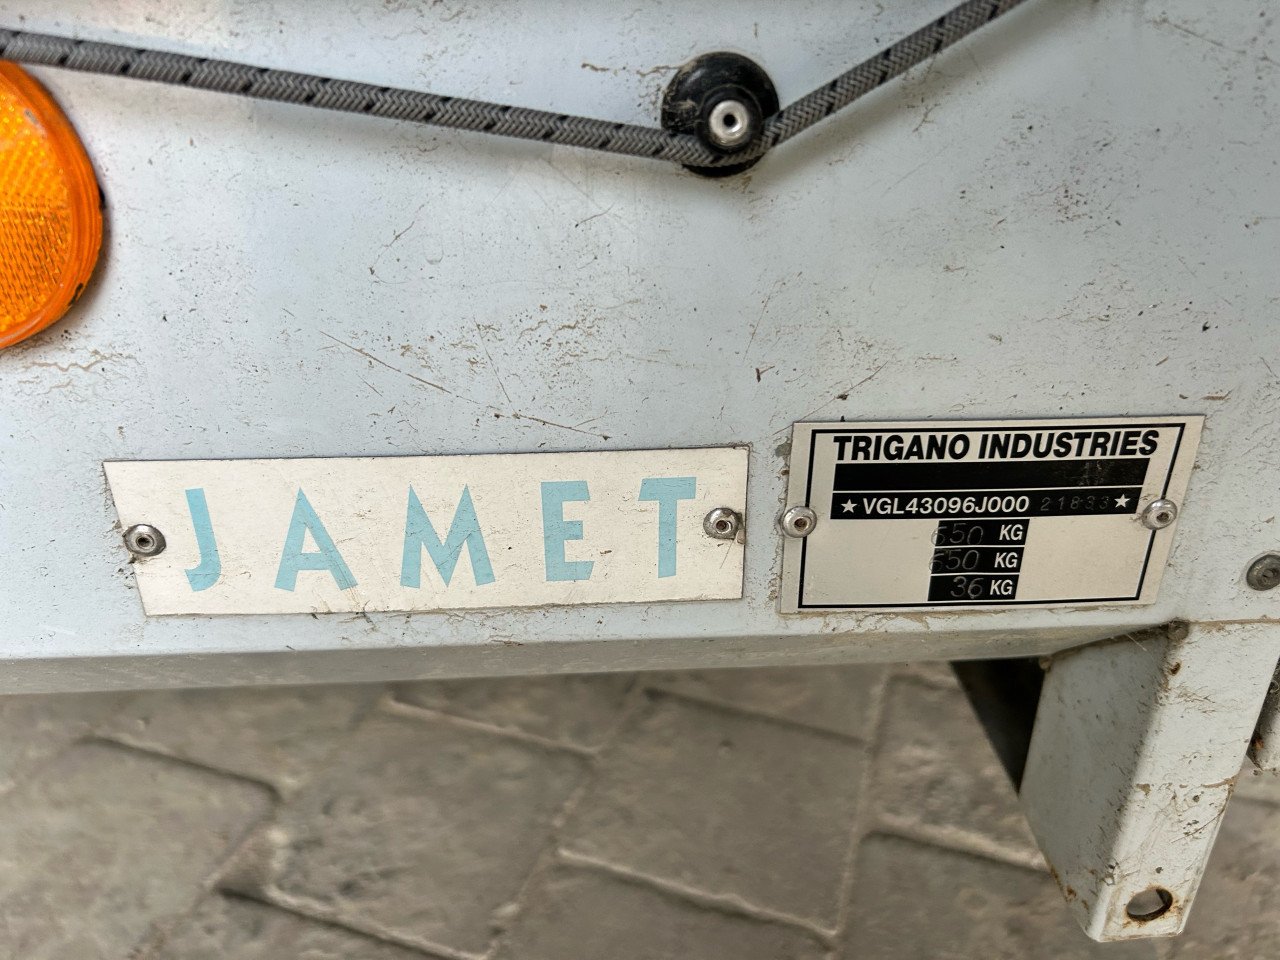 JAMET
TRIGANO INDUSTRIES
★ VGL43096J000 21833 ★
650 KG
650 KG
36 KG